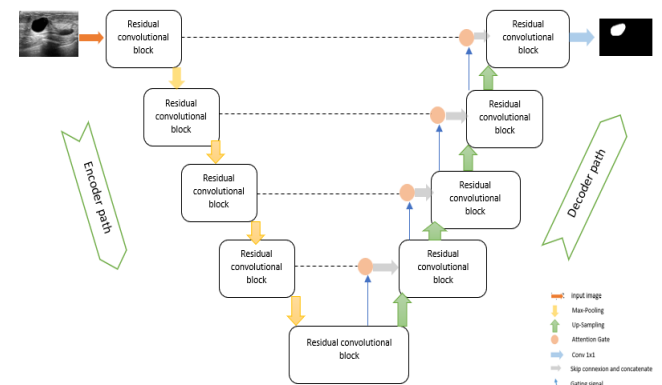 Residual
convolutional
block
Residual
convolutional
block
Residual
convolutional
block
Residual
convolutional
block
Residual
convolutional
block
Residual
convolutional
block
Residual
convolutional
block
Residual
convolutional
block
Residual convolutional
block
Encoder path
Decoder path
Input image
Max-Pooling
Up-Sampling
Attention Gate
Conv 1x1
Skip connexion and concatenate
Gating signal